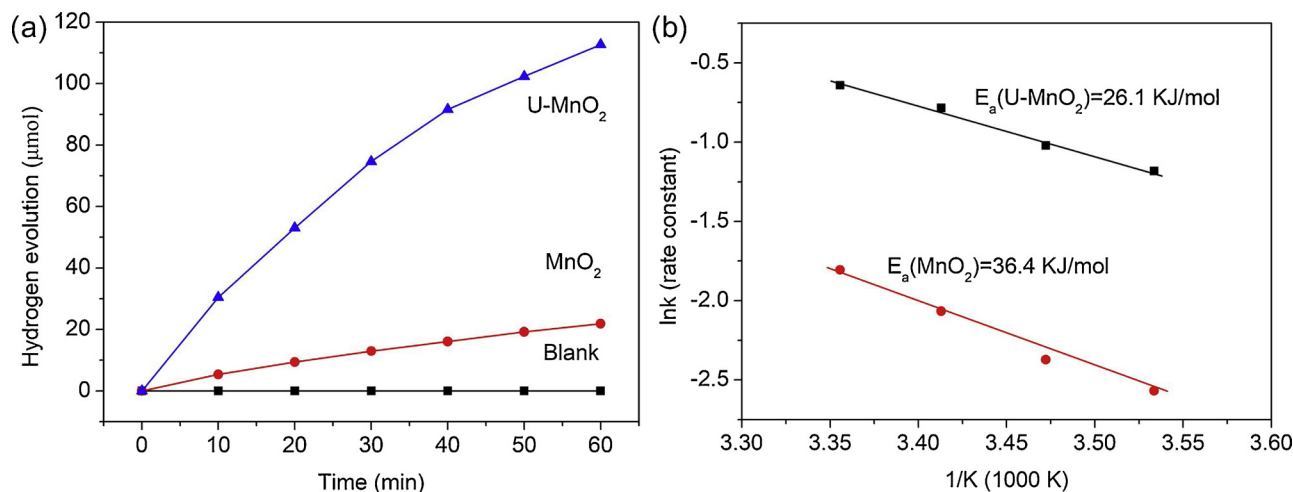 (a)
Hydrogen evolution (μmol)
120
100
80
60
40
20
0
U-MnO₂
MnO₂
Blank
0 10 20 30 40 50 60
Time (min)
(b)
lnk (rate constant)
-0.5
-1.0
-1.5
-2.0
-2.5
Eₐ(U-MnO₂)=26.1 KJ/mol
Eₐ(MnO₂)=36.4 KJ/mol
3.30 3.35 3.40 3.45 3.50 3.55 3.60
1/K (1000 K)